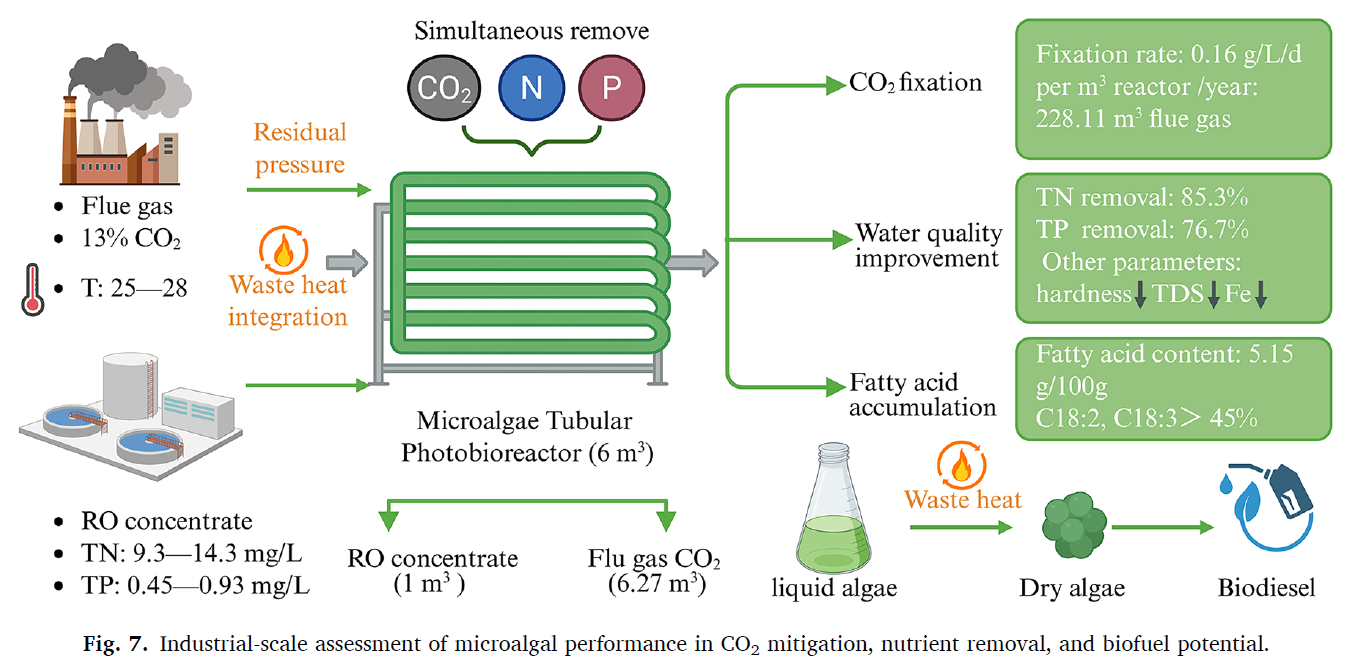 Simultaneous remove
CO₂
N
P
Residual
pressure
• Flue gas
• 13% CO₂
• T: 25—28
Waste heat
integration
• RO concentrate
• TN: 9.3—14.3 mg/L
• TP: 0.45—0.93 mg/L
Microalgae Tubular
Photobioreactor (6 m³)
RO concentrate
(1 m³ )
Flu gas CO₂
(6.27 m³)
CO₂ fixation
Fixation rate: 0.16 g/L/d
per m³ reactor /year:
228.11 m³ flue gas
Water quality
improvement
TN removal: 85.3%
TP removal: 76.7%
Other parameters:
hardness↓TDS↓Fe↓
Fatty acid
accumulation
Fatty acid content: 5.15
g/100g
C18:2, C18:3＞ 45%
liquid algae
Waste heat
Dry algae
Biodiesel
Fig. 7. Industrial-scale assessment of microalgal performance in CO₂ mitigation, nutrient removal, and biofuel potential.